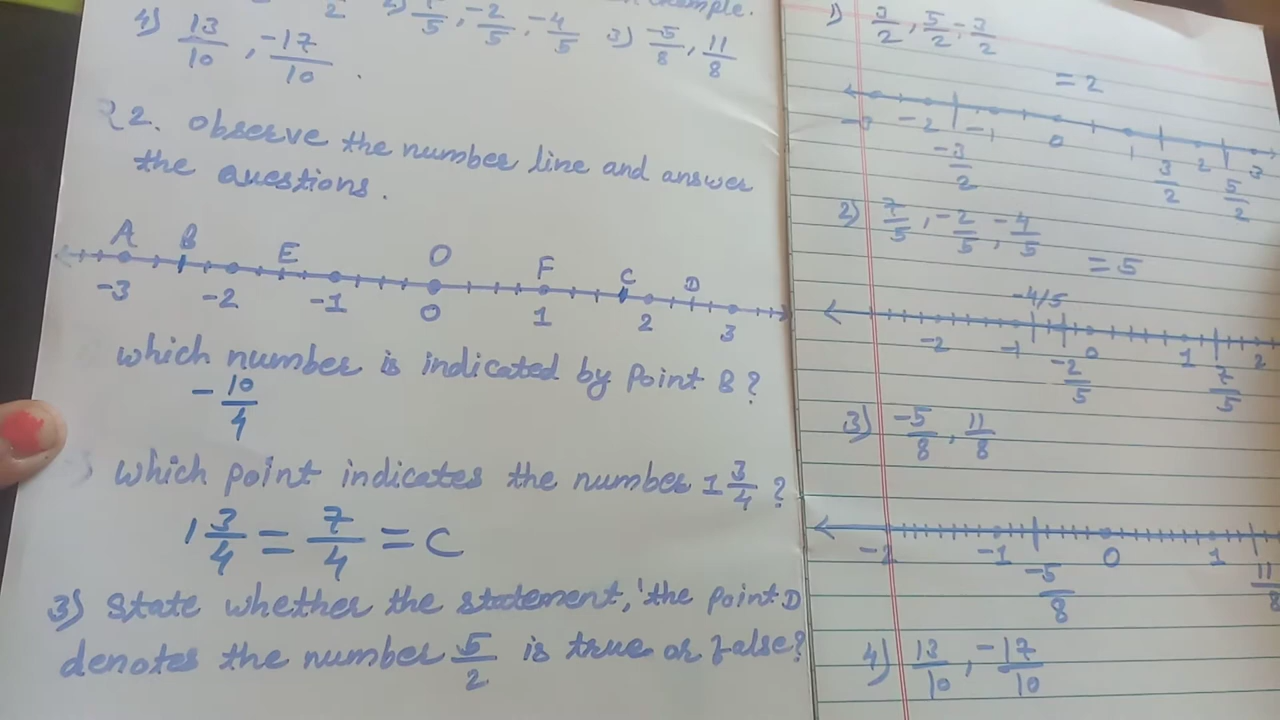 example.
2) 7/5, -2/5, -4/5 3) -5/8, 11/8
4) 13/10, -17/10.
2. Observe the number line and answer
the questions.
A B E O F C D
-3 -2 -1 0 1 2 3
which number is indicated by Point B?
-10/4
which point indicates the number 1 3/4?
1 3/4 = 7/4 = C
3) State whether the statement, 'the point D
denotes the number 5/2 is true or false?
1) 3/2, 5/2, -3/2
= 2
-2 -1 0 1 2 3
-3/2 3/2 5/2
2) 7/5, -2/5, -4/5
= 5
-4/5
-2 -1 0 1 2
-2/5 7/5
3) -5/8, 11/8
-2 -1 0 1
-5/8 11/8
4) 13/10, -17/10